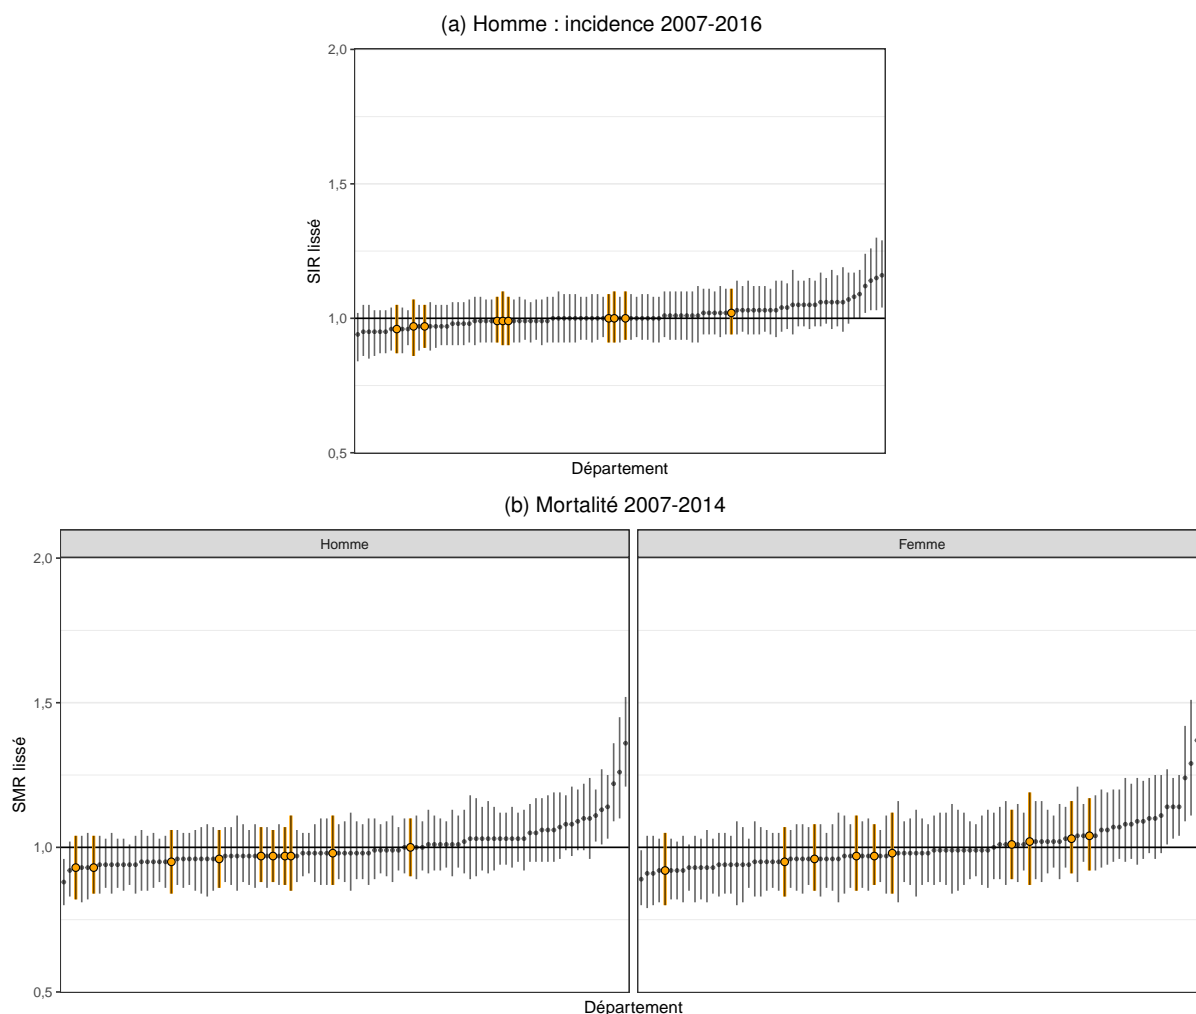 (a) Homme : incidence 2007-2016
2,0
1,5
1,0
0,5
SIR lissé
Département
(b) Mortalité 2007-2014
Homme
Femme
2,0
1,5
1,0
0,5
SMR lissé
Département